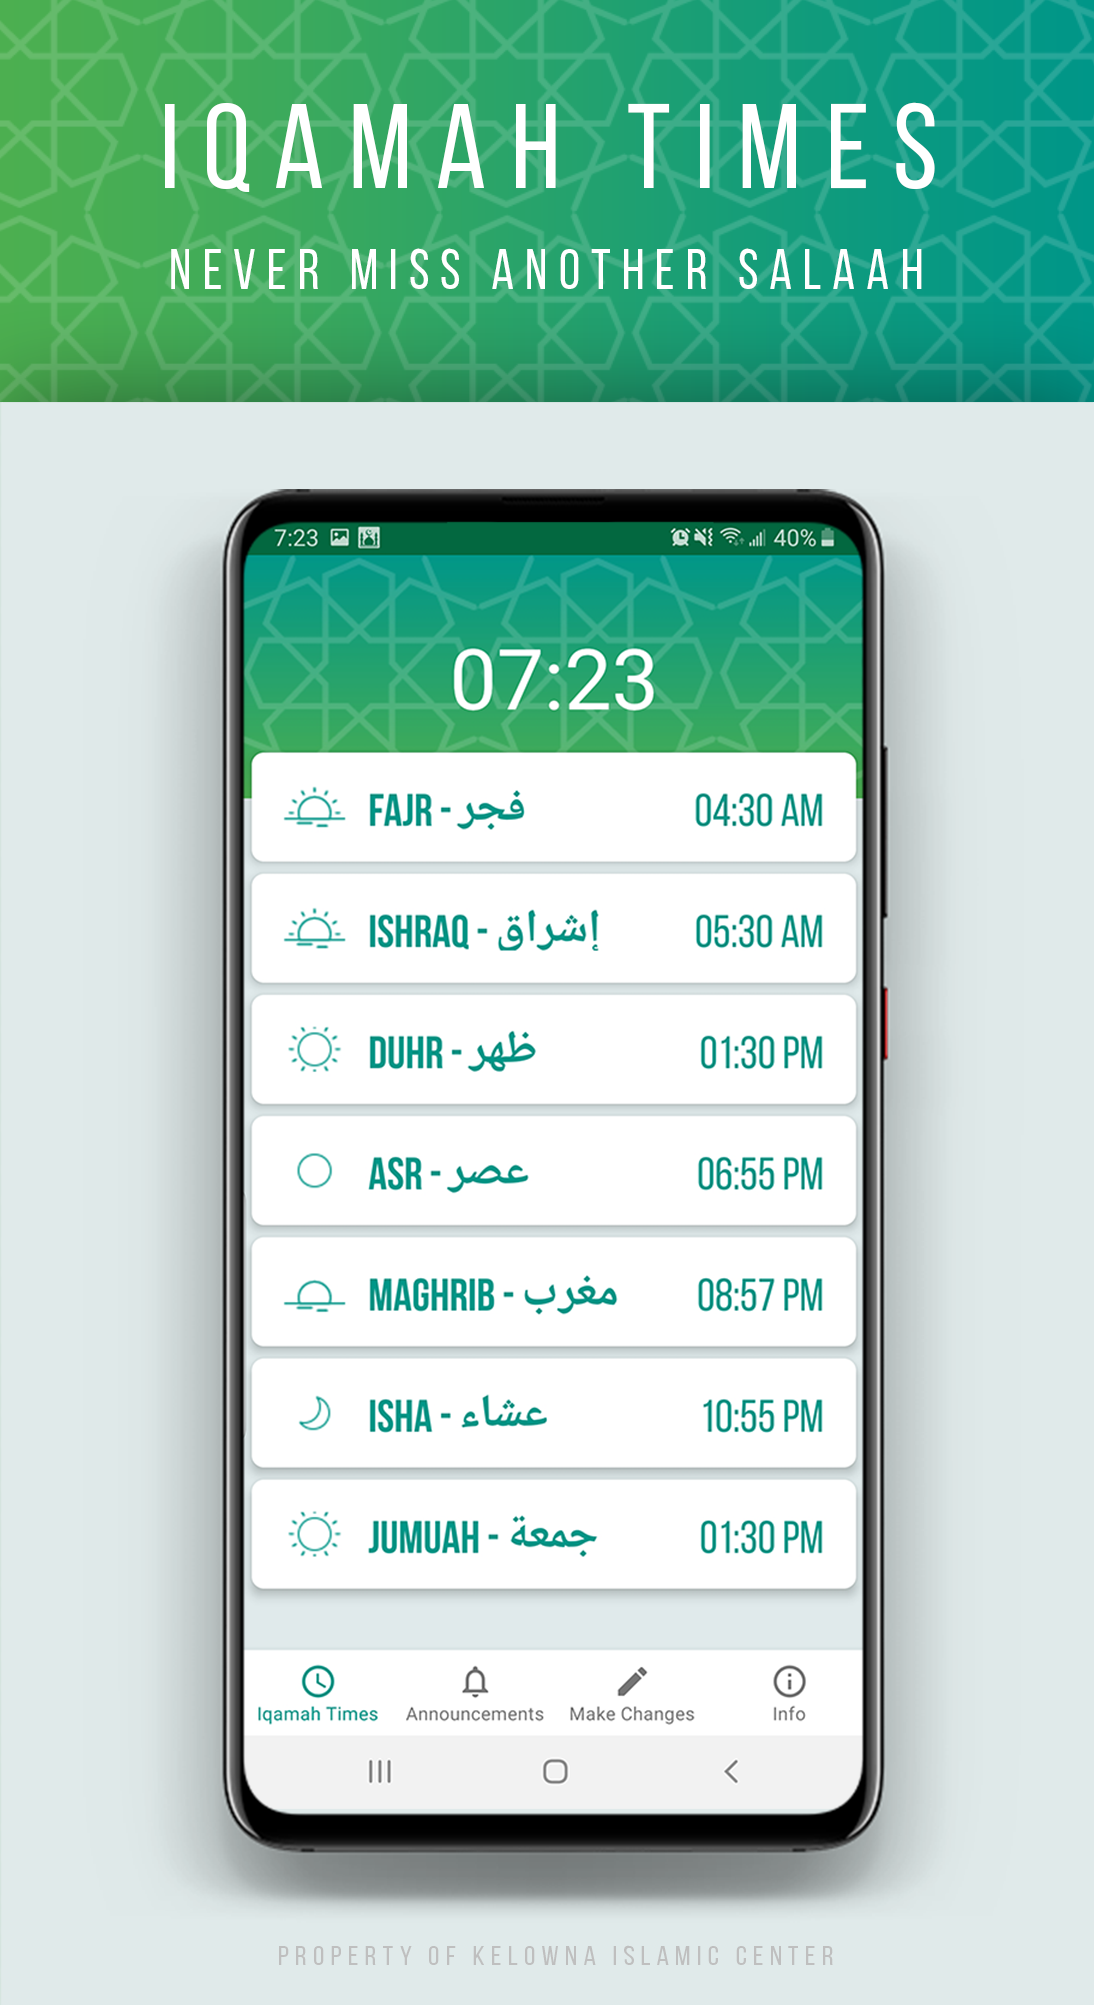 IQAMAH TIMES
NEVER MISS ANOTHER SALAAH
7:23 40%
07:23
FAJR - فجر 04:30 AM
ISHRAQ - إشراق 05:30 AM
DUHR - ظهر 01:30 PM
ASR - عصر 06:55 PM
MAGHRIB - مغرب 08:57 PM
ISHA - عشاء 10:55 PM
JUMUAH - جمعة 01:30 PM
Iqamah Times Announcements Make Changes Info
PROPERTY OF KELOWNA ISLAMIC CENTER